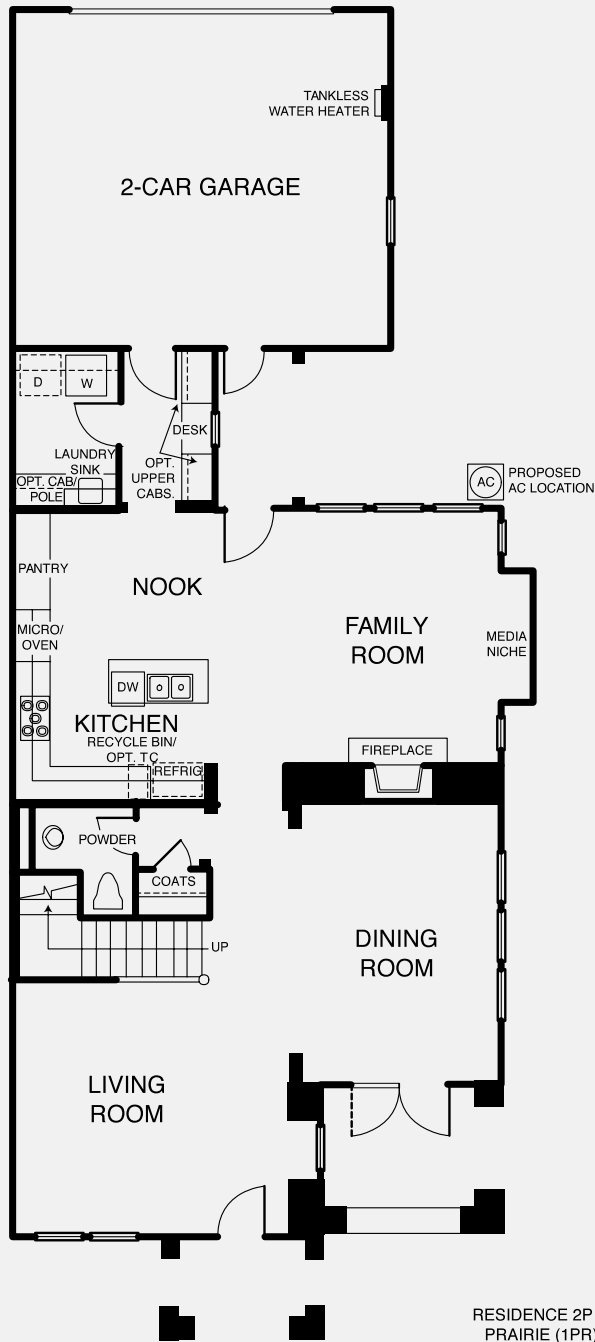 TANKLESS
WATER HEATER
2-CAR GARAGE
D
W
DESK
LAUNDRY
SINK
OPT. CAB/
POLE
OPT.
UPPER
CABS.
AC
PROPOSED
AC LOCATION
PANTRY
NOOK
MICRO/
OVEN
FAMILY
ROOM
MEDIA
NICHE
DW
KITCHEN
RECYCLE BIN/
OPT. TC
REFRIG
FIREPLACE
POWDER
COATS
UP
DINING
ROOM
LIVING
ROOM
RESIDENCE 2P
PRAIRIE (1PR)